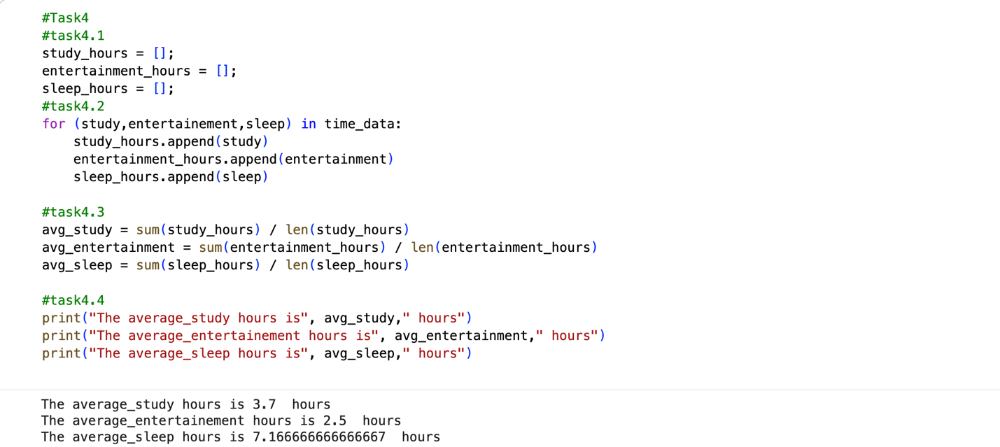 #Task4
#task4.1
study_hours = [];
entertainment_hours = [];
sleep_hours = [];
#task4.2
for (study,entertainement,sleep) in time_data:
    study_hours.append(study)
    entertainment_hours.append(entertainment)
    sleep_hours.append(sleep)
#task4.3
avg_study = sum(study_hours) / len(study_hours)
avg_entertainment = sum(entertainment_hours) / len(entertainment_hours)
avg_sleep = sum(sleep_hours) / len(sleep_hours)
#task4.4
print("The average_study hours is", avg_study," hours")
print("The average_entertainement hours is", avg_entertainment," hours")
print("The average_sleep hours is", avg_sleep," hours")
The average_study hours is 3.7  hours
The average_entertainement hours is 2.5  hours
The average_sleep hours is 7.166666666666667  hours